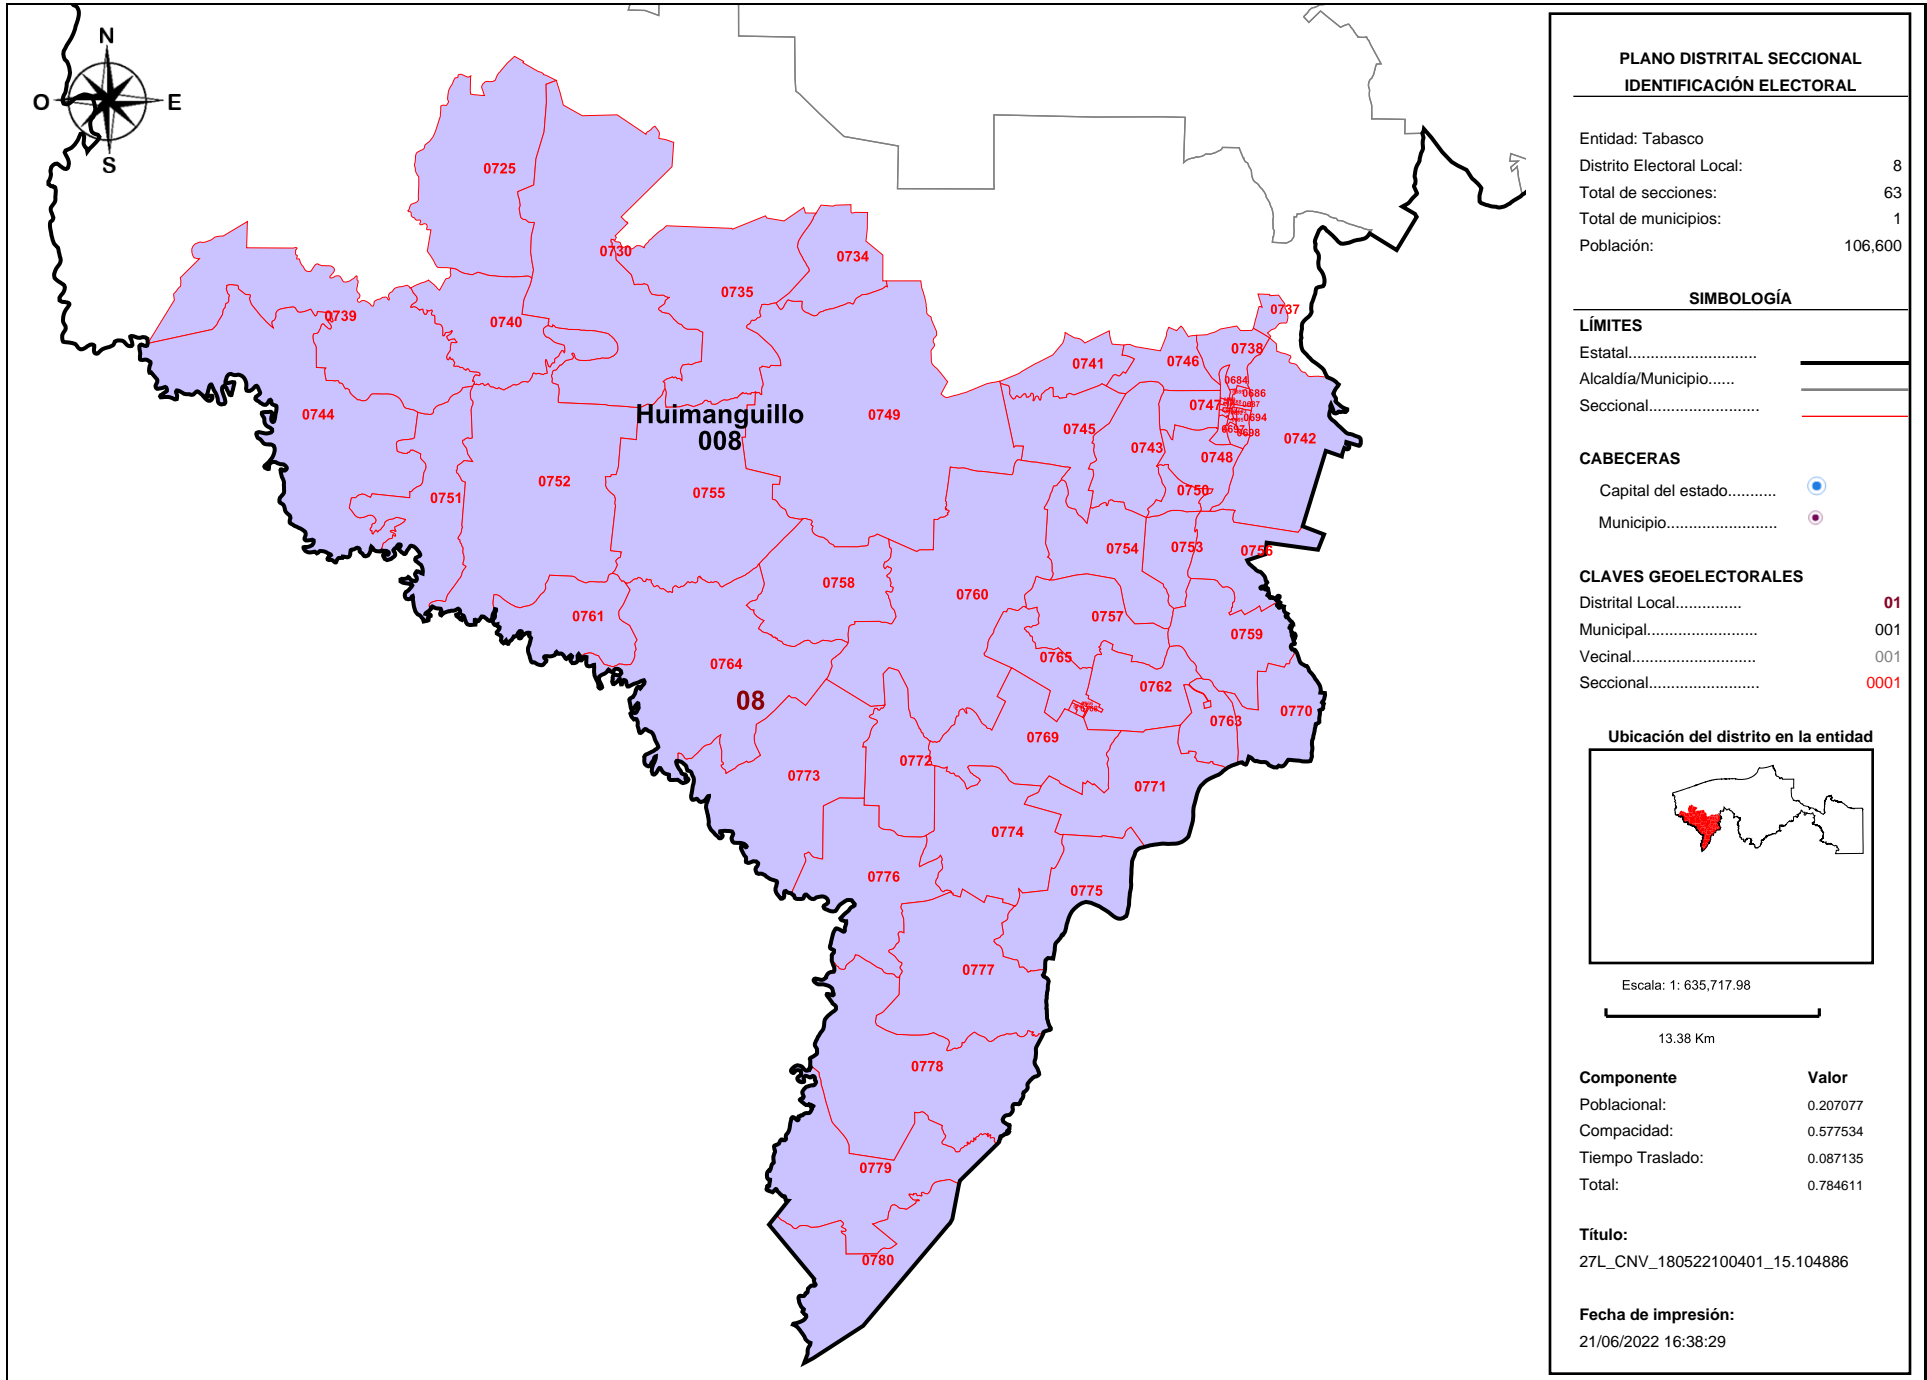 N
O
E
S
0725
0730
0734
0735
0737
0739
0740
0738
0741
0746
0684
0686
0747
0687
0694
0697
0698
0744
Huimanguillo
008
0749
0745
0743
0742
0748
0750
0751
0752
0755
0754
0753
0756
0758
0760
0757
0761
0759
0765
0764
0762
08
0770
0763
0769
0772
0773
0771
0774
0776
0775
0777
0778
0779
0780
PLANO DISTRITAL SECCIONAL
IDENTIFICACIÓN ELECTORAL
Entidad: Tabasco
Distrito Electoral Local: 8
Total de secciones: 63
Total de municipios: 1
Población: 106,600
SIMBOLOGÍA
LÍMITES
Estatal............................
Alcaldía/Municipio......
Seccional........................
CABECERAS
Capital del estado...........
Municipio........................
CLAVES GEOELECTORALES
Distrital Local............... 01
Municipal........................ 001
Vecinal........................... 001
Seccional........................ 0001
Ubicación del distrito en la entidad
Escala: 1: 635,717.98
13.38 Km
Componente Valor
Poblacional: 0.207077
Compacidad: 0.577534
Tiempo Traslado: 0.087135
Total: 0.784611
Título:
27L_CNV_180522100401_15.104886
Fecha de impresión:
21/06/2022 16:38:29